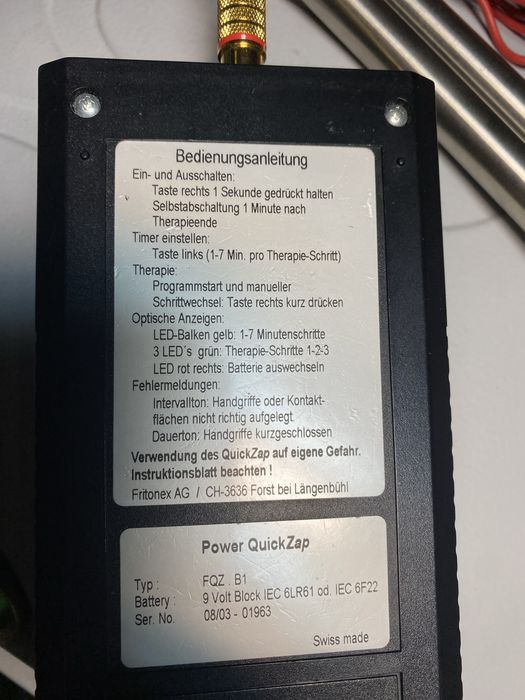 Bedienungsanleitung
Ein- und Ausschalten:
Taste rechts 1 Sekunde gedrückt halten
Selbstabschaltung 1 Minute nach
Therapieende
Timer einstellen:
Taste links (1-7 Min. pro Therapie-Schritt)
Therapie:
Programmstart und manueller
Schrittwechsel: Taste rechts kurz drücken
Optische Anzeigen:
LED-Balken gelb: 1-7 Minutenschritte
3 LED´s grün: Therapie-Schritte 1-2-3
LED rot rechts: Batterie auswechseln
Fehlermeldungen:
Intervallton: Handgriffe oder Kontakt-
flächen nicht richtig aufgelegt
Dauerton: Handgriffe kurzgeschlossen
Verwendung des QuickZap auf eigene Gefahr.
Instruktionsblatt beachten !
Fritonex AG / CH-3636 Forst bei Längenbühl
Power QuickZap
Typ : FQZ . B1
Battery : 9 Volt Block IEC 6LR61 od. IEC 6F22
Ser. No. 08/03 - 01963
Swiss made